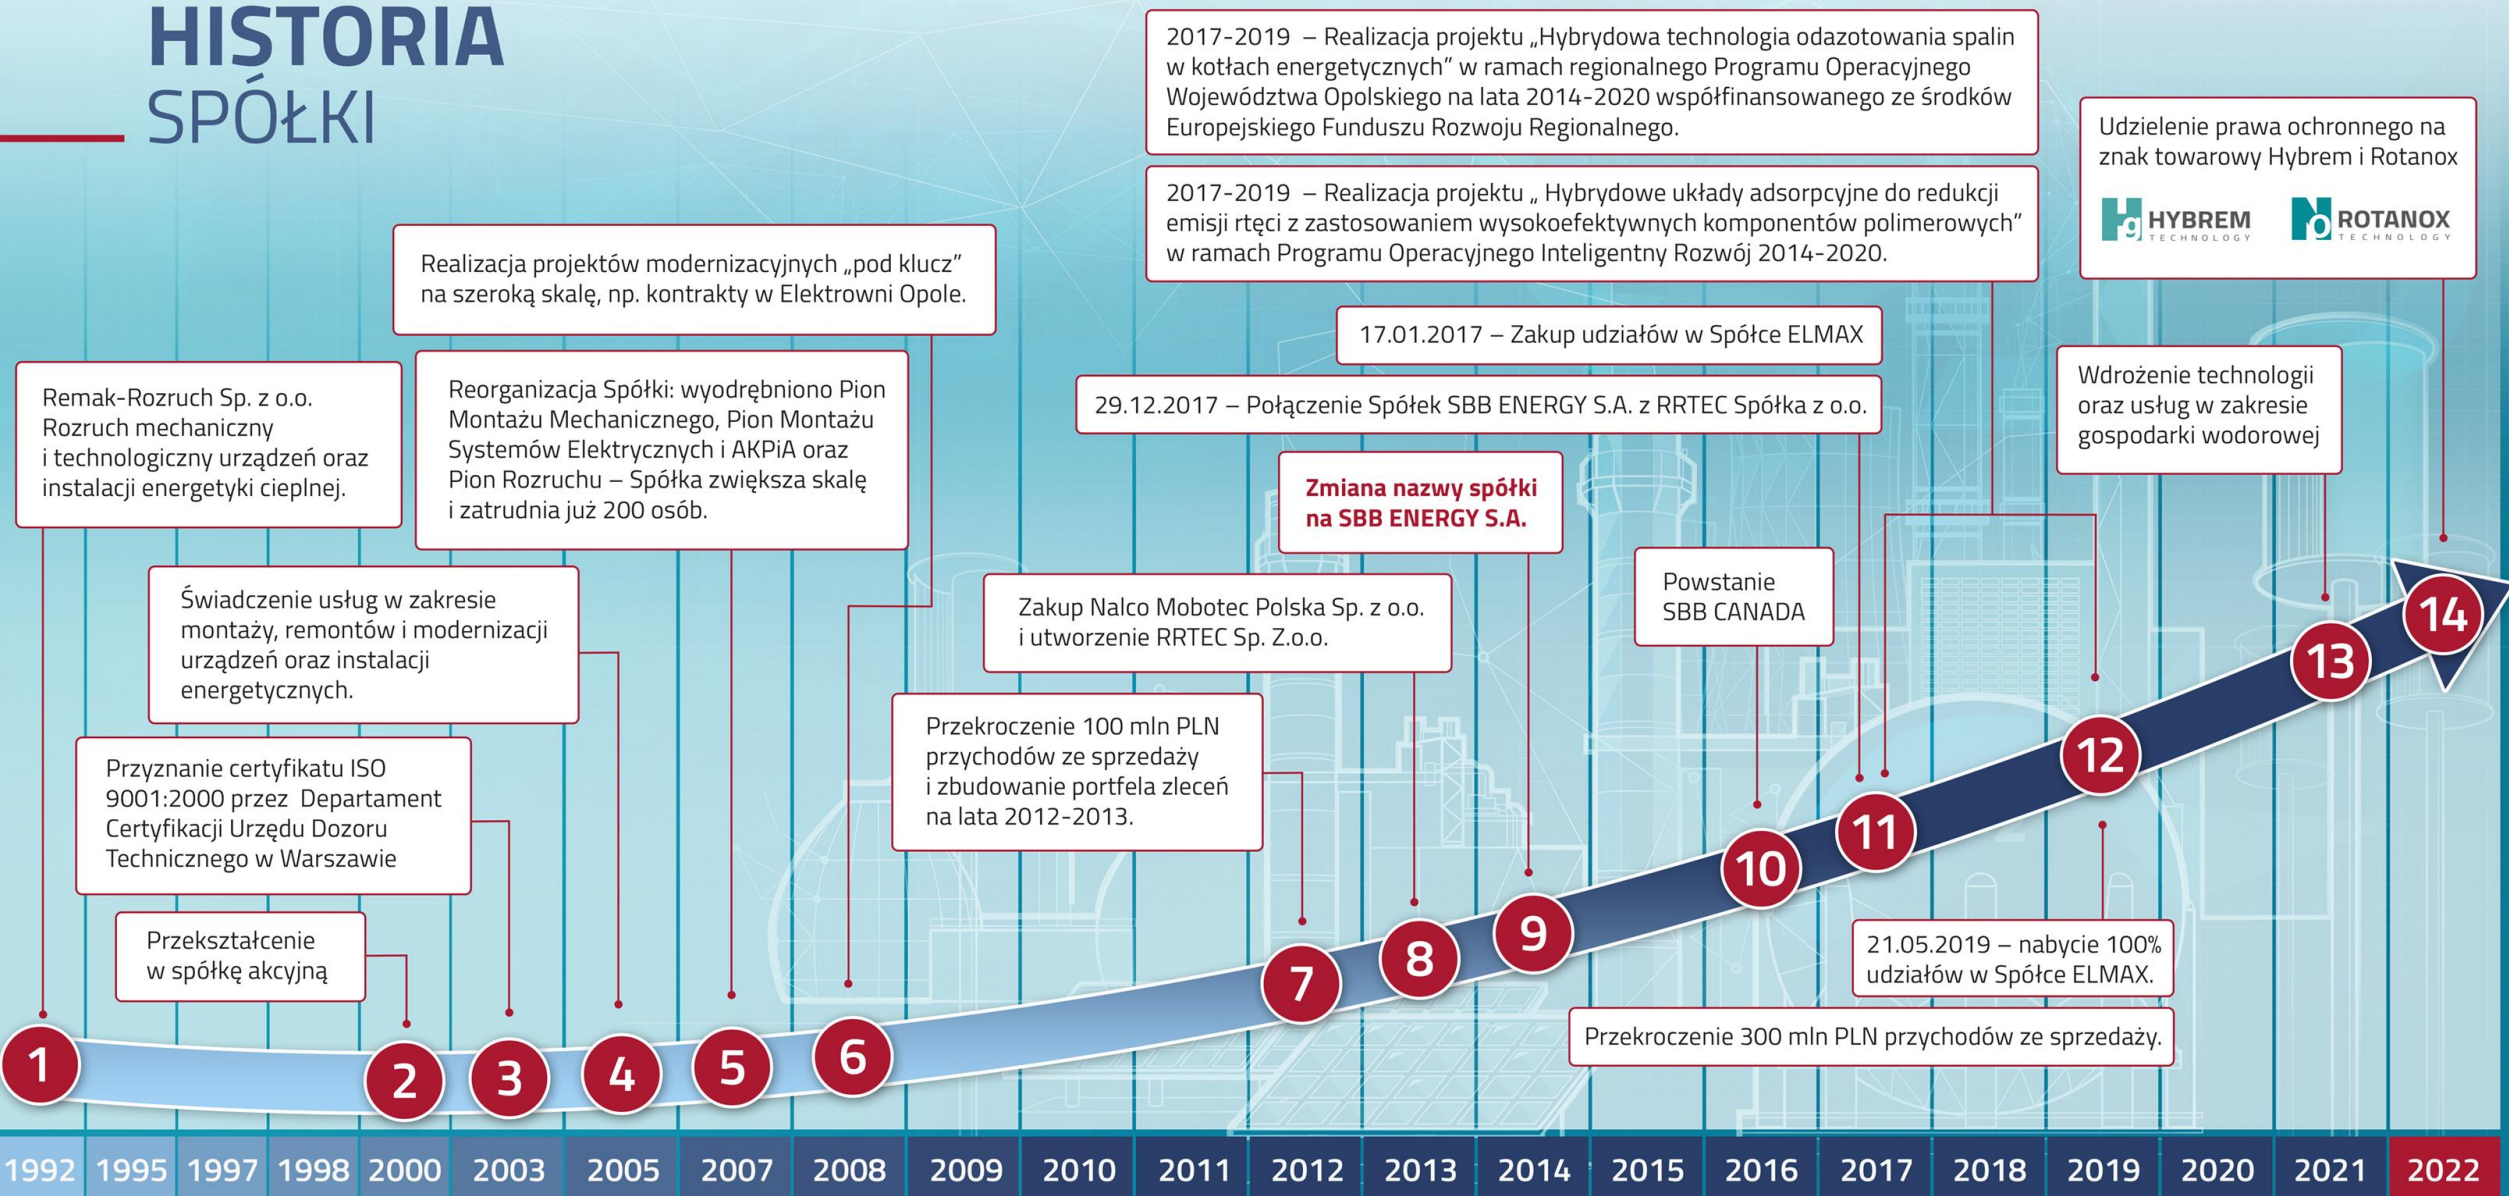 HISTORIA
SPÓŁKI
2017-2019 – Realizacja projektu „Hybrydowa technologia odazotowania spalin
w kotłach energetycznych” w ramach regionalnego Programu Operacyjnego
Województwa Opolskiego na lata 2014-2020 współfinansowanego ze środków
Europejskiego Funduszu Rozwoju Regionalnego.
2017-2019 – Realizacja projektu „ Hybrydowe układy adsorpcyjne do redukcji
emisji rtęci z zastosowaniem wysokoefektywnych komponentów polimerowych”
w ramach Programu Operacyjnego Inteligentny Rozwój 2014-2020.
Udzielenie prawa ochronnego na
znak towarowy Hybrem i Rotanox
Hg HYBREM
TECHNOLOGY
No ROTANOX
TECHNOLOGY
Realizacja projektów modernizacyjnych „pod klucz”
na szeroką skalę, np. kontrakty w Elektrowni Opole.
17.01.2017 – Zakup udziałów w Spółce ELMAX
29.12.2017 – Połączenie Spółek SBB ENERGY S.A. z RRTEC Spółka z o.o.
Wdrożenie technologii
oraz usług w zakresie
gospodarki wodorowej
Remak-Rozruch Sp. z o.o.
Rozruch mechaniczny
i technologiczny urządzeń oraz
instalacji energetyki cieplnej.
Reorganizacja Spółki: wyodrębniono Pion
Montażu Mechanicznego, Pion Montażu
Systemów Elektrycznych i AKPiA oraz
Pion Rozruchu – Spółka zwiększa skalę
i zatrudnia już 200 osób.
Zmiana nazwy spółki
na SBB ENERGY S.A.
Powstanie
SBB CANADA
Świadczenie usług w zakresie
montaży, remontów i modernizacji
urządzeń oraz instalacji
energetycznych.
Zakup Nalco Mobotec Polska Sp. z o.o.
i utworzenie RRTEC Sp. Z.o.o.
Przekroczenie 100 mln PLN
przychodów ze sprzedaży
i zbudowanie portfela zleceń
na lata 2012-2013.
Przyznanie certyfikatu ISO
9001:2000 przez Departament
Certyfikacji Urzędu Dozoru
Technicznego w Warszawie
Przekształcenie
w spółkę akcyjną
21.05.2019 – nabycie 100%
udziałów w Spółce ELMAX.
Przekroczenie 300 mln PLN przychodów ze sprzedaży.
1
2
3
4
5
6
7
8
9
10
11
12
13
14
1992 1995 1997 1998 2000 2003 2005 2007 2008 2009 2010 2011 2012 2013 2014 2015 2016 2017 2018 2019 2020 2021 2022